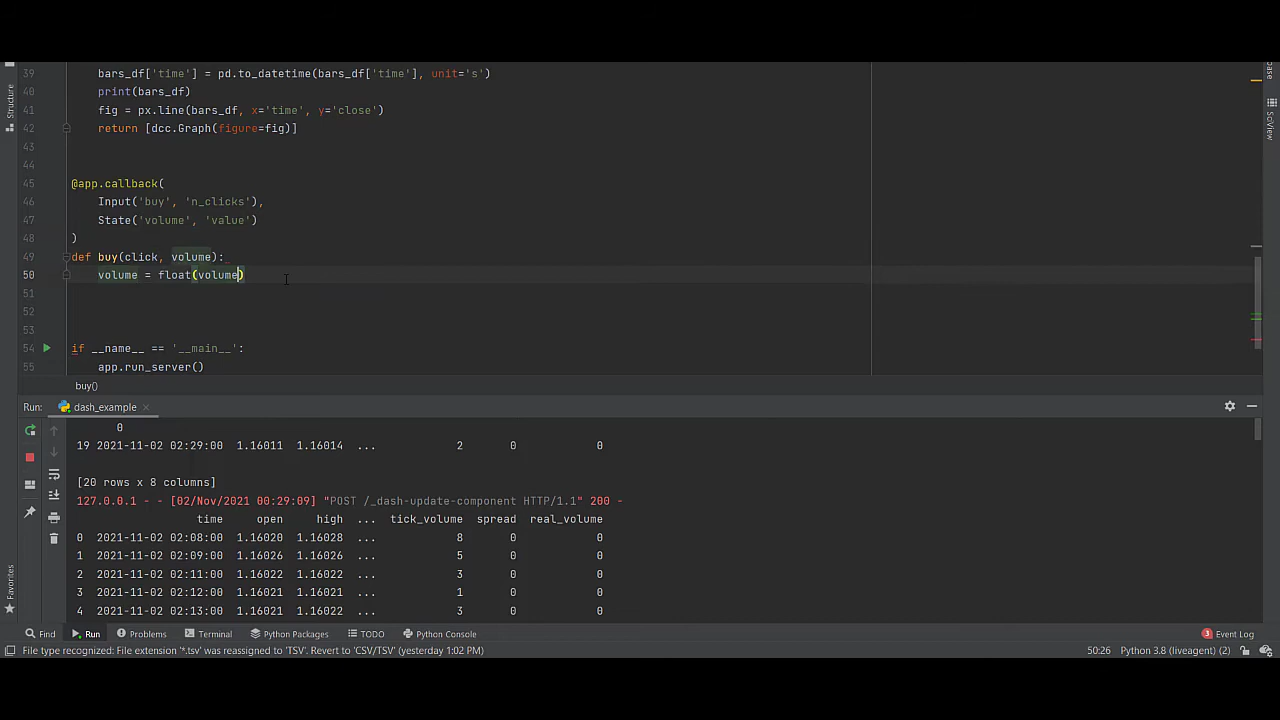 39 bars_df['time'] = pd.to_datetime(bars_df['time'], unit='s')
40 print(bars_df)
41 fig = px.line(bars_df, x='time', y='close')
42 return [dcc.Graph(figure=fig)]
43
44
45 @app.callback(
46 Input('buy', 'n_clicks'),
47 State('volume', 'value')
48 )
49 def buy(click, volume):
50 volume = float(volume)
51
52
53
54 if __name__ == '__main__':
55 app.run_server()
buy()
Structure
SciView
Run: dash_example
0
19 2021-11-02 02:29:00 1.16011 1.16014 ... 2 0 0
[20 rows x 8 columns]
127.0.0.1 - - [02/Nov/2021 00:29:09] "POST /_dash-update-component HTTP/1.1" 200 -
time open high ... tick_volume spread real_volume
0 2021-11-02 02:08:00 1.16020 1.16028 ... 8 0 0
1 2021-11-02 02:09:00 1.16026 1.16026 ... 5 0 0
2 2021-11-02 02:11:00 1.16022 1.16022 ... 3 0 0
3 2021-11-02 02:12:00 1.16021 1.16021 ... 1 0 0
4 2021-11-02 02:13:00 1.16021 1.16022 ... 3 0 0
Favorites
Find Run Problems Terminal Python Packages TODO Python Console 3 Event Log
File type recognized: File extension '*.tsv' was reassigned to 'TSV'. Revert to 'CSV/TSV' (yesterday 1:02 PM) 50:26 Python 3.8 (liveagent) (2)